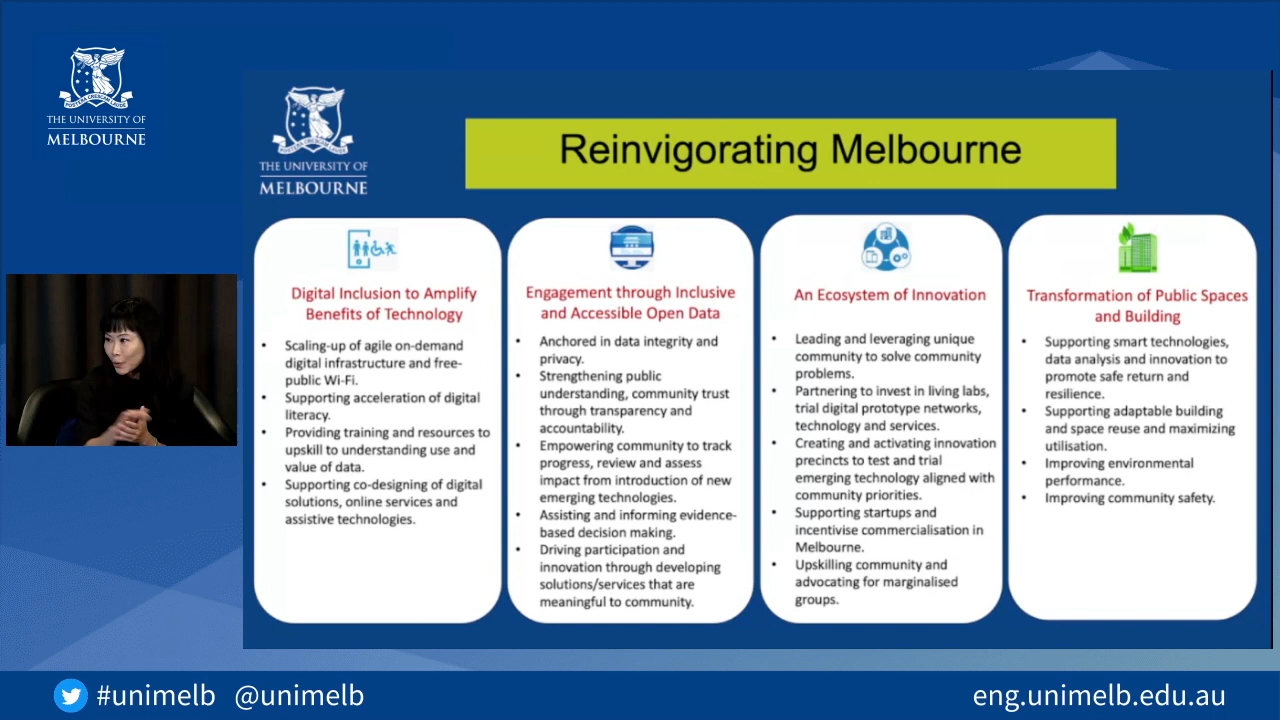 THE UNIVERSITY OF
MELBOURNE
THE UNIVERSITY OF
MELBOURNE
Reinvigorating Melbourne
Digital Inclusion to Amplify
Benefits of Technology
• Scaling-up of agile on-demand
digital infrastructure and free-
public Wi-Fi.
• Supporting acceleration of digital
literacy.
• Providing training and resources to
upskill to understanding use and
value of data.
• Supporting co-designing of digital
solutions, online services and
assistive technologies.
Engagement through Inclusive
and Accessible Open Data
• Anchored in data integrity and
privacy.
• Strengthening public
understanding, community trust
through transparency and
accountability.
• Empowering community to track
progress, review and assess
impact from introduction of new
emerging technologies.
• Assisting and informing evidence-
based decision making.
• Driving participation and
innovation through developing
solutions/services that are
meaningful to community.
An Ecosystem of Innovation
• Leading and leveraging unique
community to solve community
problems.
• Partnering to invest in living labs,
trial digital prototype networks,
technology and services.
• Creating and activating innovation
precincts to test and trial
emerging technology aligned with
community priorities.
• Supporting startups and
incentivise commercialisation in
Melbourne.
• Upskilling community and
advocating for marginalised
groups.
Transformation of Public Spaces
and Building
• Supporting smart technologies,
data analysis and innovation to
promote safe return and
resilience.
• Supporting adaptable building
and space reuse and maximizing
utilisation.
• Improving environmental
performance.
• Improving community safety.
#unimelb @unimelb
eng.unimelb.edu.au